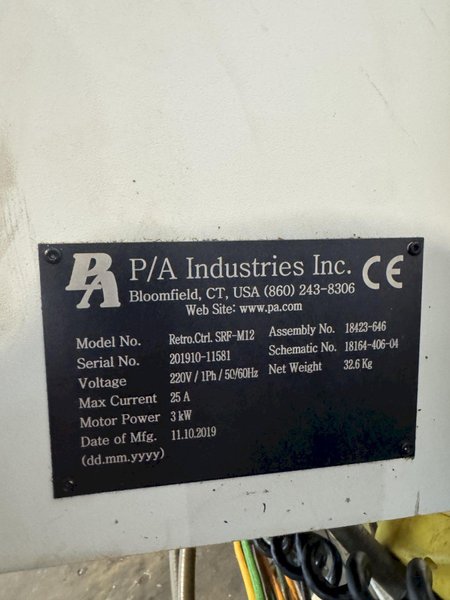 PA P/A Industries Inc. CE
Bloomfield, CT, USA (860) 243-8306
Web Site: www.pa.com
Model No. Retro.Ctrl. SRF-M12 Assembly No. 18423-646
Serial No. 201910-11581 Schematic No. 18164-406-04
Voltage 220V / 1Ph / 50/60Hz Net Weight 32.6 Kg
Max Current 25 A
Motor Power 3 kW
Date of Mfg. 11.10.2019
(dd.mm.yyyy)